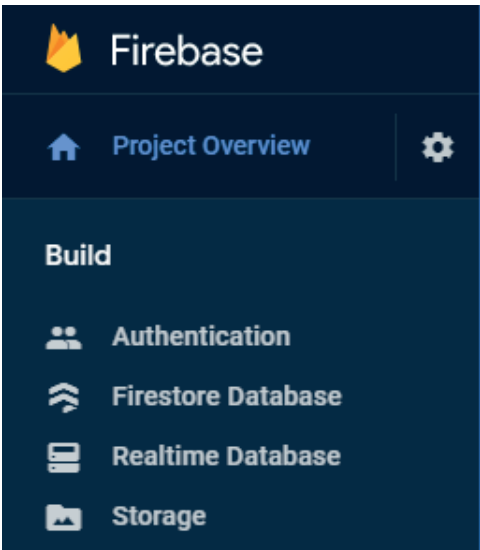 Firebase
Project Overview
Build
Authentication
Firestore Database
Realtime Database
Storage